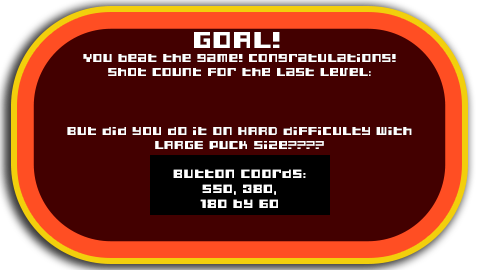 GOAL!
You beat the game! Congratulations!
Shot count for the last level:
But did you do it on HARD difficulty with
LARGE PUCK SIZE????
Button Coords:
550, 380,
180 by 60